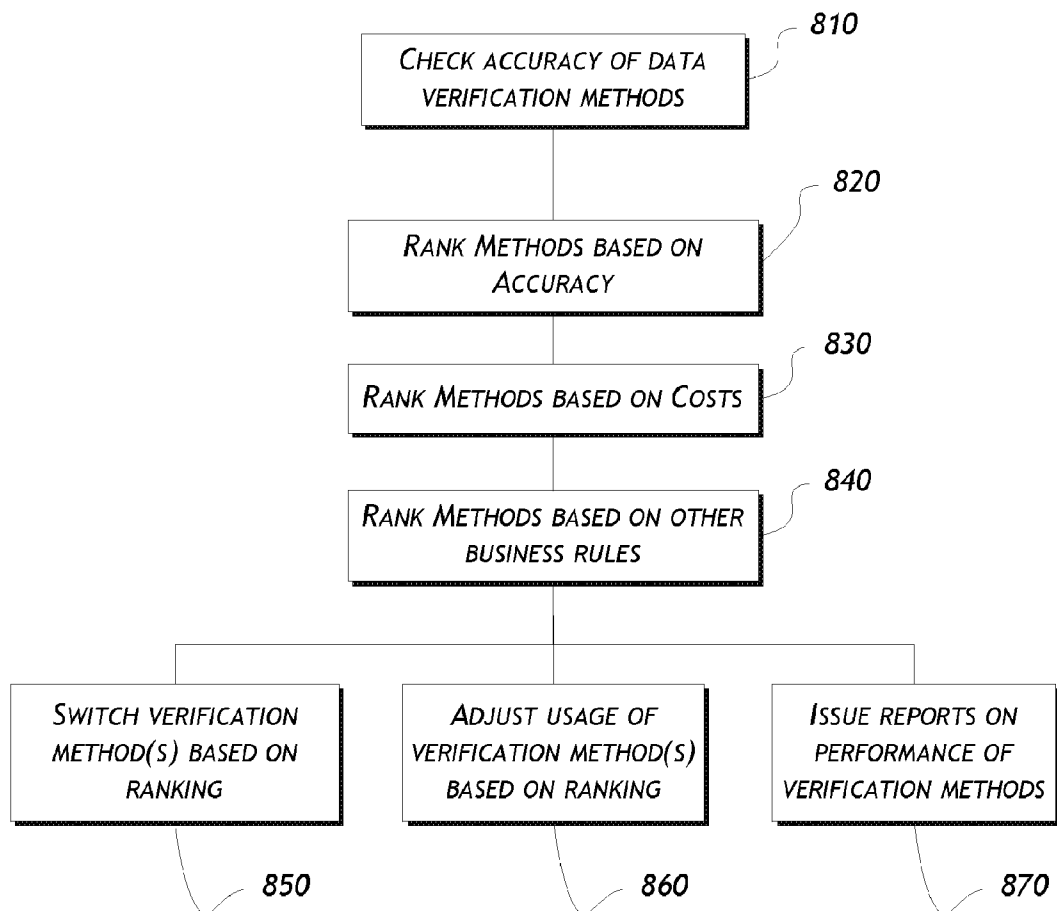 810
CHECK ACCURACY OF DATA
VERIFICATION METHODS
820
RANK METHODS BASED ON
ACCURACY
830
RANK METHODS BASED ON COSTS
840
RANK METHODS BASED ON OTHER
BUSINESS RULES
SWITCH VERIFICATION
METHOD(S) BASED ON
RANKING
ADJUST USAGE OF
VERIFICATION METHOD(S)
BASED ON RANKING
ISSUE REPORTS ON
PERFORMANCE OF
VERIFICATION METHODS
850
860
870